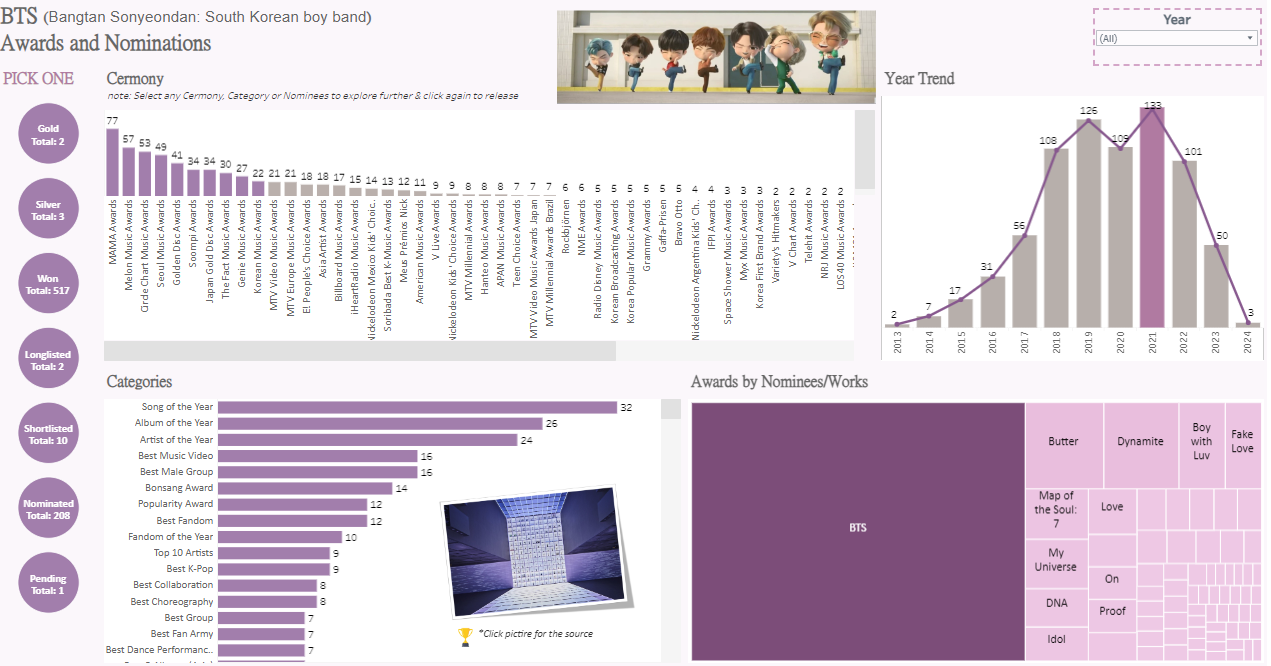 BTS (Bangtan Sonyeondan: South Korean boy band)
Awards and Nominations
Year
(All)
PICK ONE
Gold
Total: 2
Silver
Total: 3
Won
Total: 517
Longlisted
Total: 2
Shortlisted
Total: 10
Nominated
Total: 208
Pending
Total: 1
Cermony
note: Select any Cermony, Category or Nominees to explore further & click again to release
77
57
53
49
41
34
34
30
27
22
21
21
18
18
17
15
14
13
12
11
9
9
8
8
8
7
7
7
6
6
5
5
5
5
5
5
4
4
3
3
3
2
2
2
2
2
MAMA Awards
Melon Music Awards
Circle Chart Music Awards
Seoul Music Awards
Golden Disc Awards
Soompi Awards
Japan Gold Disc Awards
The Fact Music Awards
Genie Music Awards
Korean Music Awards
MTV Video Music Awards
MTV Europe Music Awards
E! People's Choice Awards
Asia Artist Awards
Billboard Music Awards
iHeartRadio Music Awards
Nickelodeon Mexico Kids' Choic..
Soribada Best K-Music Awards
Meus Prêmios Nick
American Music Awards
V Live Awards
Nickelodeon Kids' Choice Awards
MTV Millennial Awards
Hanteo Music Awards
APAN Music Awards
Teen Choice Awards
MTV Video Music Awards Japan
MTV Millennial Awards Brazil
Rockbjörnen
NME Awards
Radio Disney Music Awards
Korean Broadcasting Awards
Korea Popular Music Awards
Grammy Awards
Gaffa-Prisen
Bravo Otto
Nickelodeon Argentina Kids' Ch..
IFPI Awards
Space Shower Music Awards
Myx Music Awards
Korea First Brand Awards
Variety's Hitmakers
V Chart Awards
Telehit Awards
NRJ Music Awards
LOS40 Music Awards
Year Trend
2
7
17
31
56
108
126
109
133
101
50
3
2013
2014
2015
2016
2017
2018
2019
2020
2021
2022
2023
2024
Categories
Song of the Year 32
Album of the Year 26
Artist of the Year 24
Best Music Video 16
Best Male Group 16
Bonsang Award 14
Popularity Award 12
Best Fandom 12
Fandom of the Year 10
Top 10 Artists 9
Best K-Pop 9
Best Collaboration 8
Best Choreography 8
Best Group 7
Best Fan Army 7
Best Dance Performanc.. 7
*Click pictire for the source
Awards by Nominees/Works
BTS
Butter
Dynamite
Boy
with
Luv
Fake
Love
Map of
the Soul:
7
Love
My
Universe
On
DNA
Proof
Idol